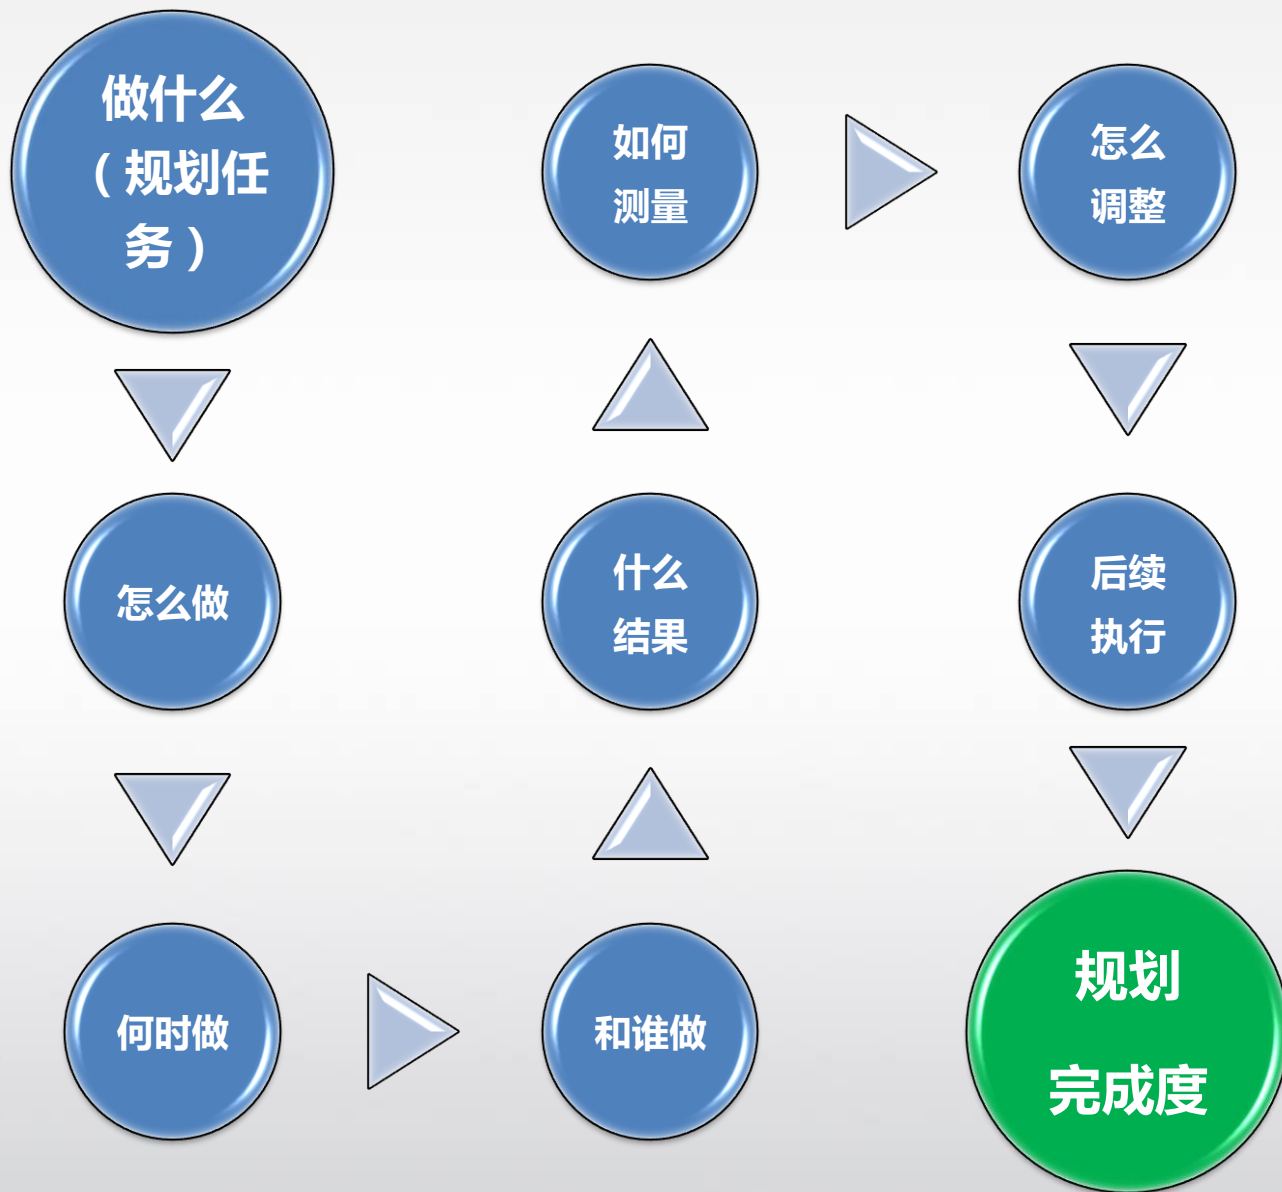 做什么
（规划任
务）
怎么做
何时做
和谁做
什么
结果
如何
测量
怎么
调整
后续
执行
规划
完成度